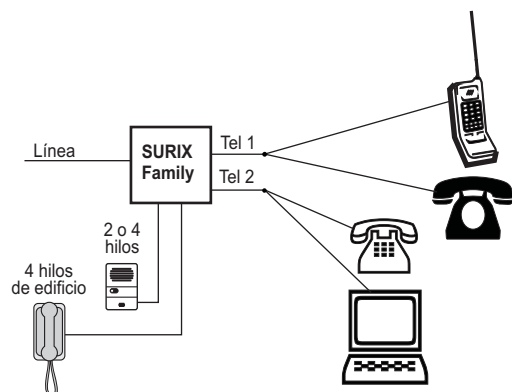 Línea
SURIX
Family
Tel 1
Tel 2
2 o 4
hilos
4 hilos
de edificio